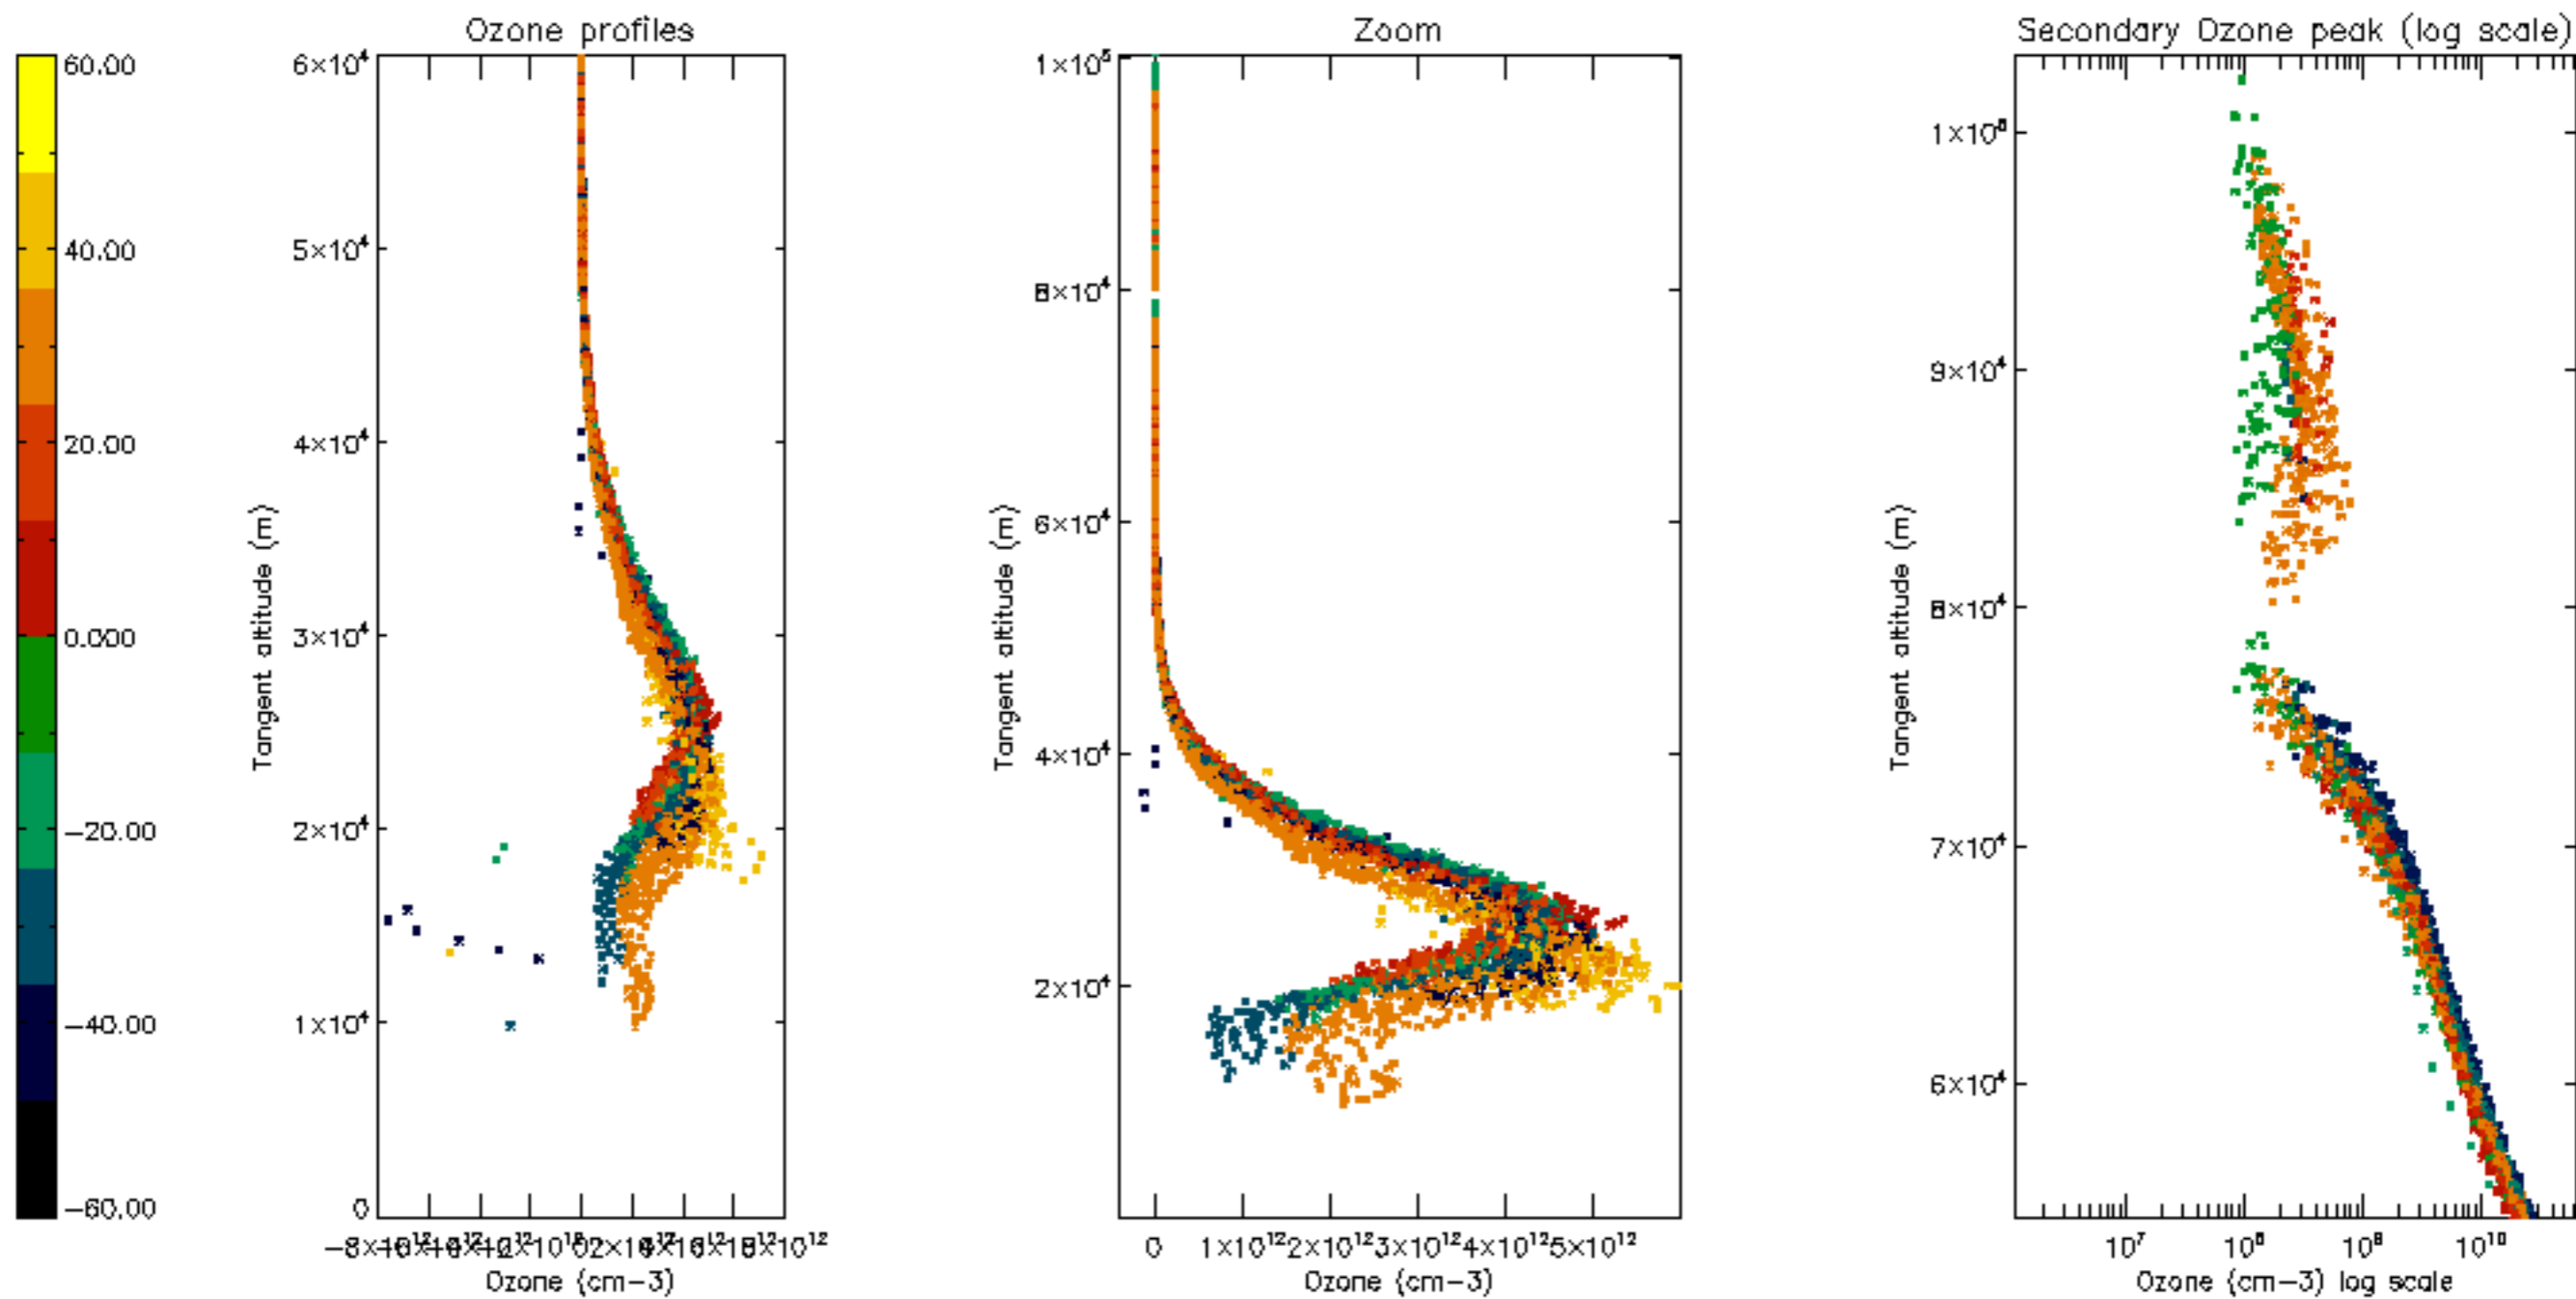 Ozone profiles
60.00
40.00
20.00
0.000
−20.00
−40.00
−60.00
6×10⁴
5×10⁴
4×10⁴
3×10⁴
2×10⁴
1×10⁴
0
Tangent altitude (m)
8×10¹²
Ozone (cm−3)
Zoom
1×10⁵
8×10⁴
6×10⁴
4×10⁴
2×10⁴
Tangent altitude (m)
0 1×10¹² 2×10¹² 3×10¹² 4×10¹² 5×10¹²
Ozone (cm−3)
Secondary Ozone peak (log scale)
1×10⁵
9×10⁴
8×10⁴
7×10⁴
6×10⁴
Tangent altitude (m)
10⁷ 10⁸ 10⁹ 10¹⁰
Ozone (cm−3) log scale